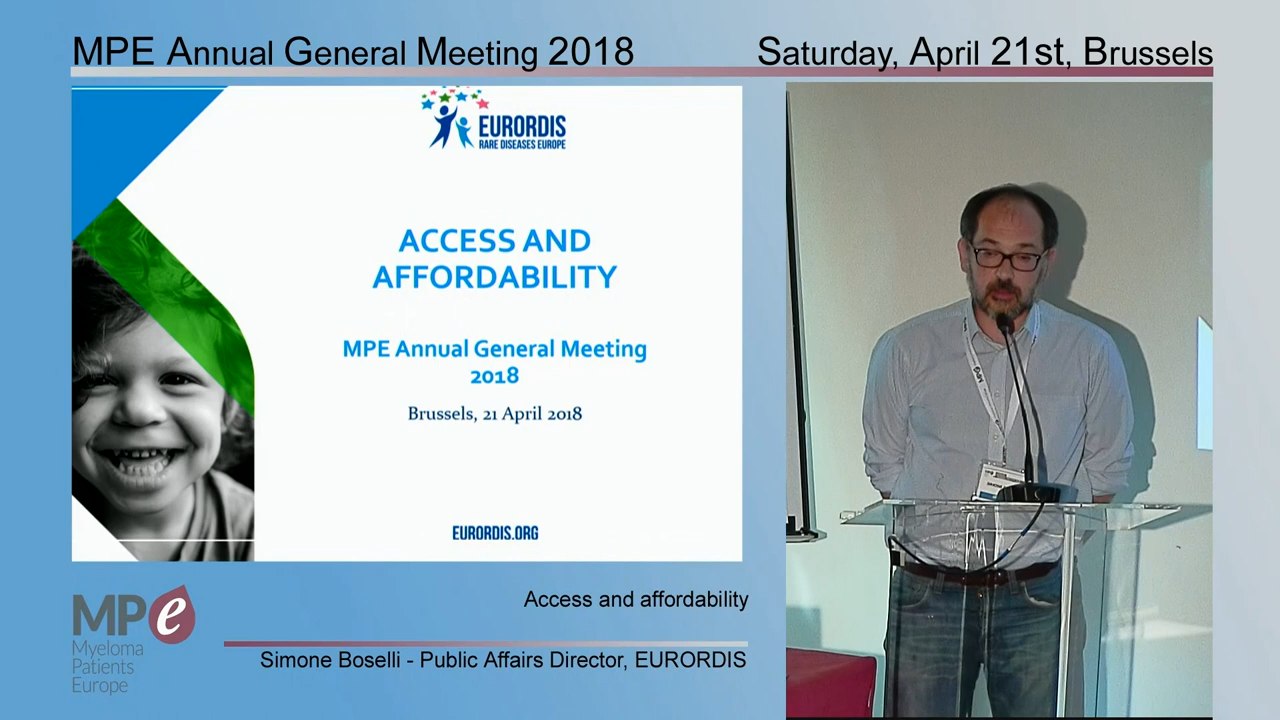 MPE Annual General Meeting 2018
Saturday, April 21st, Brussels
EURORDIS
RARE DISEASES EUROPE
ACCESS AND
AFFORDABILITY
MPE Annual General Meeting
2018
Brussels, 21 April 2018
EURORDIS.ORG
MPe
Myeloma
Patients
Europe
Access and affordability
Simone Boselli - Public Affairs Director, EURORDIS